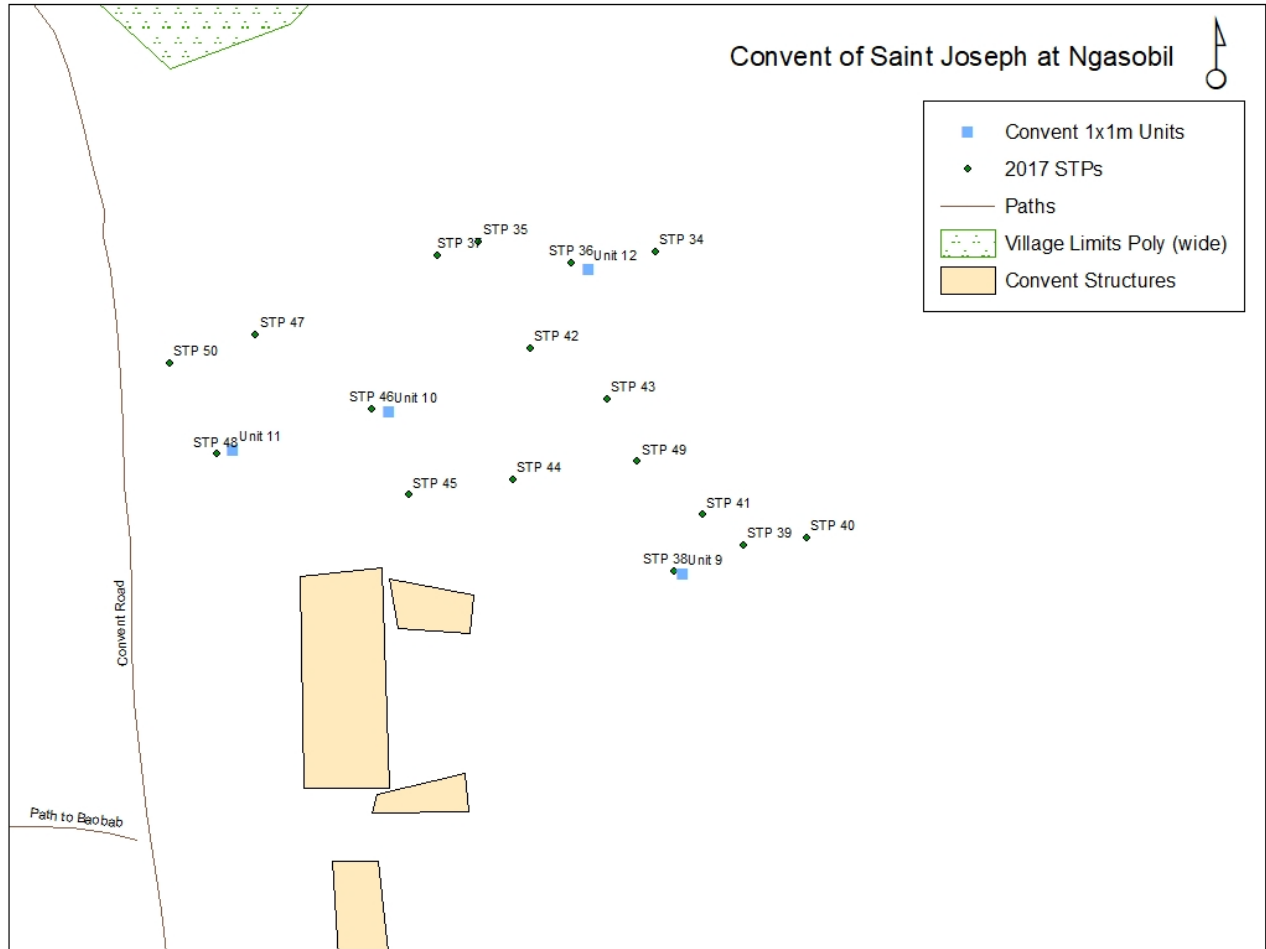 Convent of Saint Joseph at Ngasobil
Convent 1x1m Units
2017 STPs
Paths
Village Limits Poly (wide)
Convent Structures
STP 35
STP 37
STP 34
STP 36
Unit 12
STP 47
STP 42
STP 50
STP 43
STP 46
Unit 10
Unit 11
STP 48
STP 49
STP 44
STP 45
STP 41
STP 40
STP 39
STP 38
Unit 9
Convent Road
Path to Baobab